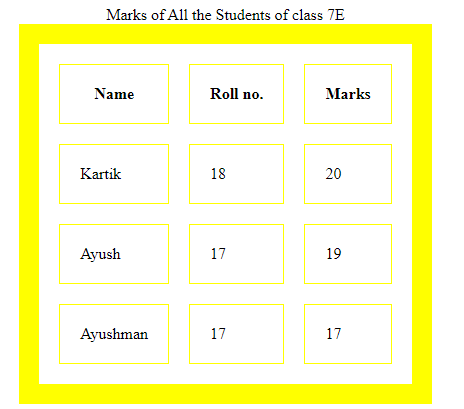 Marks of All the Students of class 7E
Name Roll no. Marks
Kartik 18 20
Ayush 17 19
Ayushman 17 17